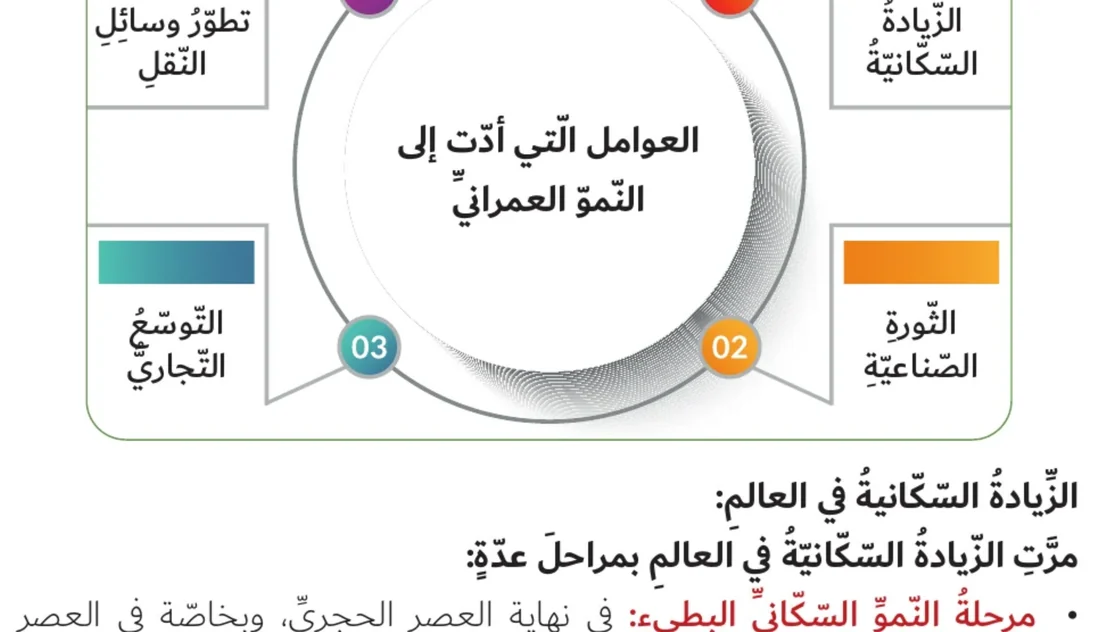 الزّيادةُ
السّكّانيّةُ
تطوّرُ وسائِلِ
النّقلِ
العوامل الّتي أدّت إلى
النّموّ العمرانيِّ
الثّورةِ
الصّناعيّةِ
02
التّوسّعُ
التّجاريُّ
03
الزِّيادةُ السّكّانيةُ في العالمِ:
مرَّتِ الزّيادةُ السّكّانيّةُ في العالمِ بمراحلَ عدّةٍ:
• مرحلةُ النّموِّ السّكّانيِّ البطيء: في نهاية العصر الحجريِّ، وبخاصّة في العصر